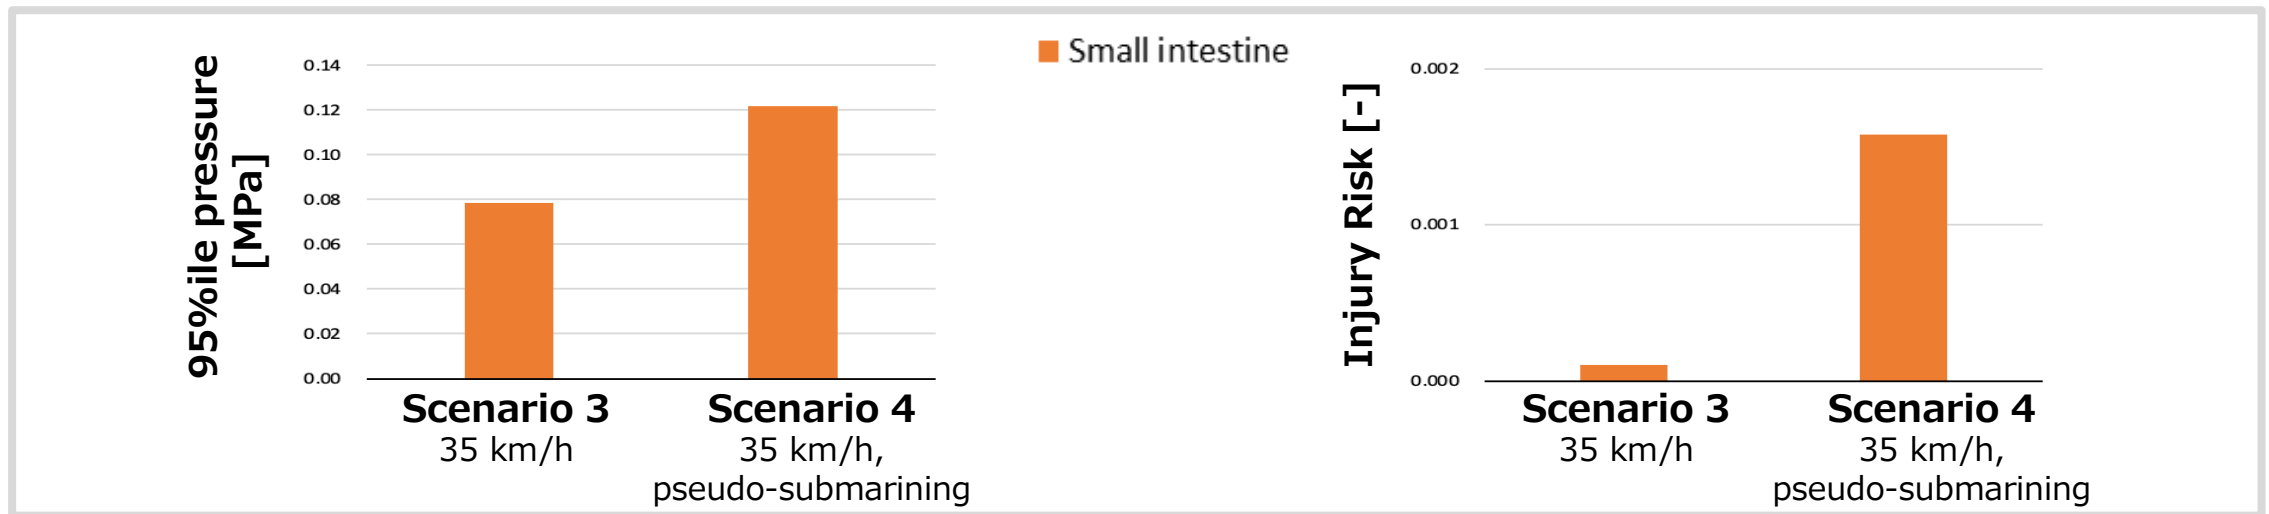 95%ile pressure
[MPa]
0.14
0.12
0.10
0.08
0.06
0.04
0.02
0.00
Scenario 3
35 km/h
Scenario 4
35 km/h,
pseudo-submarining
Small intestine
Injury Risk [-]
0.002
0.001
0.000
Scenario 3
35 km/h
Scenario 4
35 km/h,
pseudo-submarining